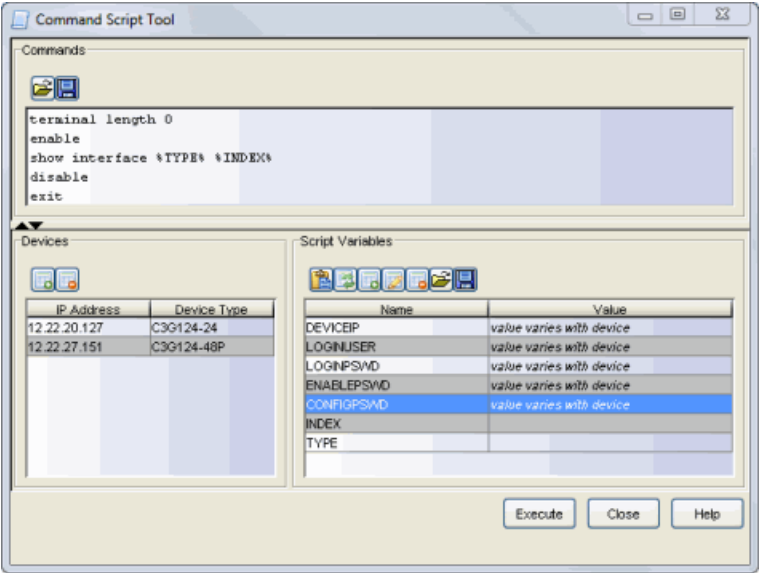 Command Script Tool
Commands
terminal length 0
enable
show interface %TYPE% %INDEX%
disable
exit
Devices
IP Address Device Type
12.22.20.127 C3G124-24
12.22.27.151 C3G124-48P
Script Variables
Name Value
DEVICEIP value varies with device
LOGINUSER value varies with device
LOGINPSWD value varies with device
ENABLEPSWD value varies with device
CONFIGPSWD value varies with device
INDEX
TYPE
Execute Close Help